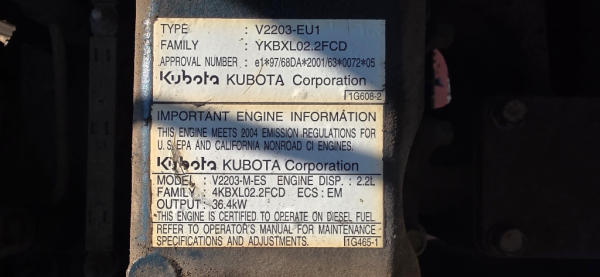 TYPE : V2203-EU1
FAMILY : YKBXL02.2FCD
APPROVAL NUMBER : e1*97/68DA*2001/63*0072*05
Kubota KUBOTA Corporation
1G608-2
IMPORTANT ENGINE INFORMATION
THIS ENGINE MEETS 2004 EMISSION REGULATIONS FOR
U.S. EPA AND CALIFORNIA NONROAD CI ENGINES.
Kubota KUBOTA Corporation
MODEL : V2203-M-ES ENGINE DISP. : 2.2L
FAMILY : 4KBXL02.2FCD ECS : EM
OUTPUT : 36.4kW
THIS ENGINE IS CERTIFIED TO OPERATE ON DIESEL FUEL
REFER TO OPERATOR'S MANUAL FOR MAINTENANCE
SPECIFICATIONS AND ADJUSTMENTS. 1G465-1